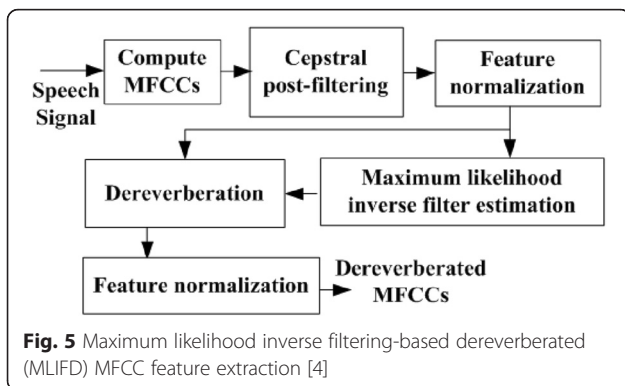 Speech
Signal
Compute
MFCCs
Cepstral
post-filtering
Feature
normalization
Dereverberation
Maximum likelihood
inverse filter estimation
Feature normalization
Dereverberated
MFCCs
Fig. 5 Maximum likelihood inverse filtering-based dereverberated
(MLIFD) MFCC feature extraction [4]